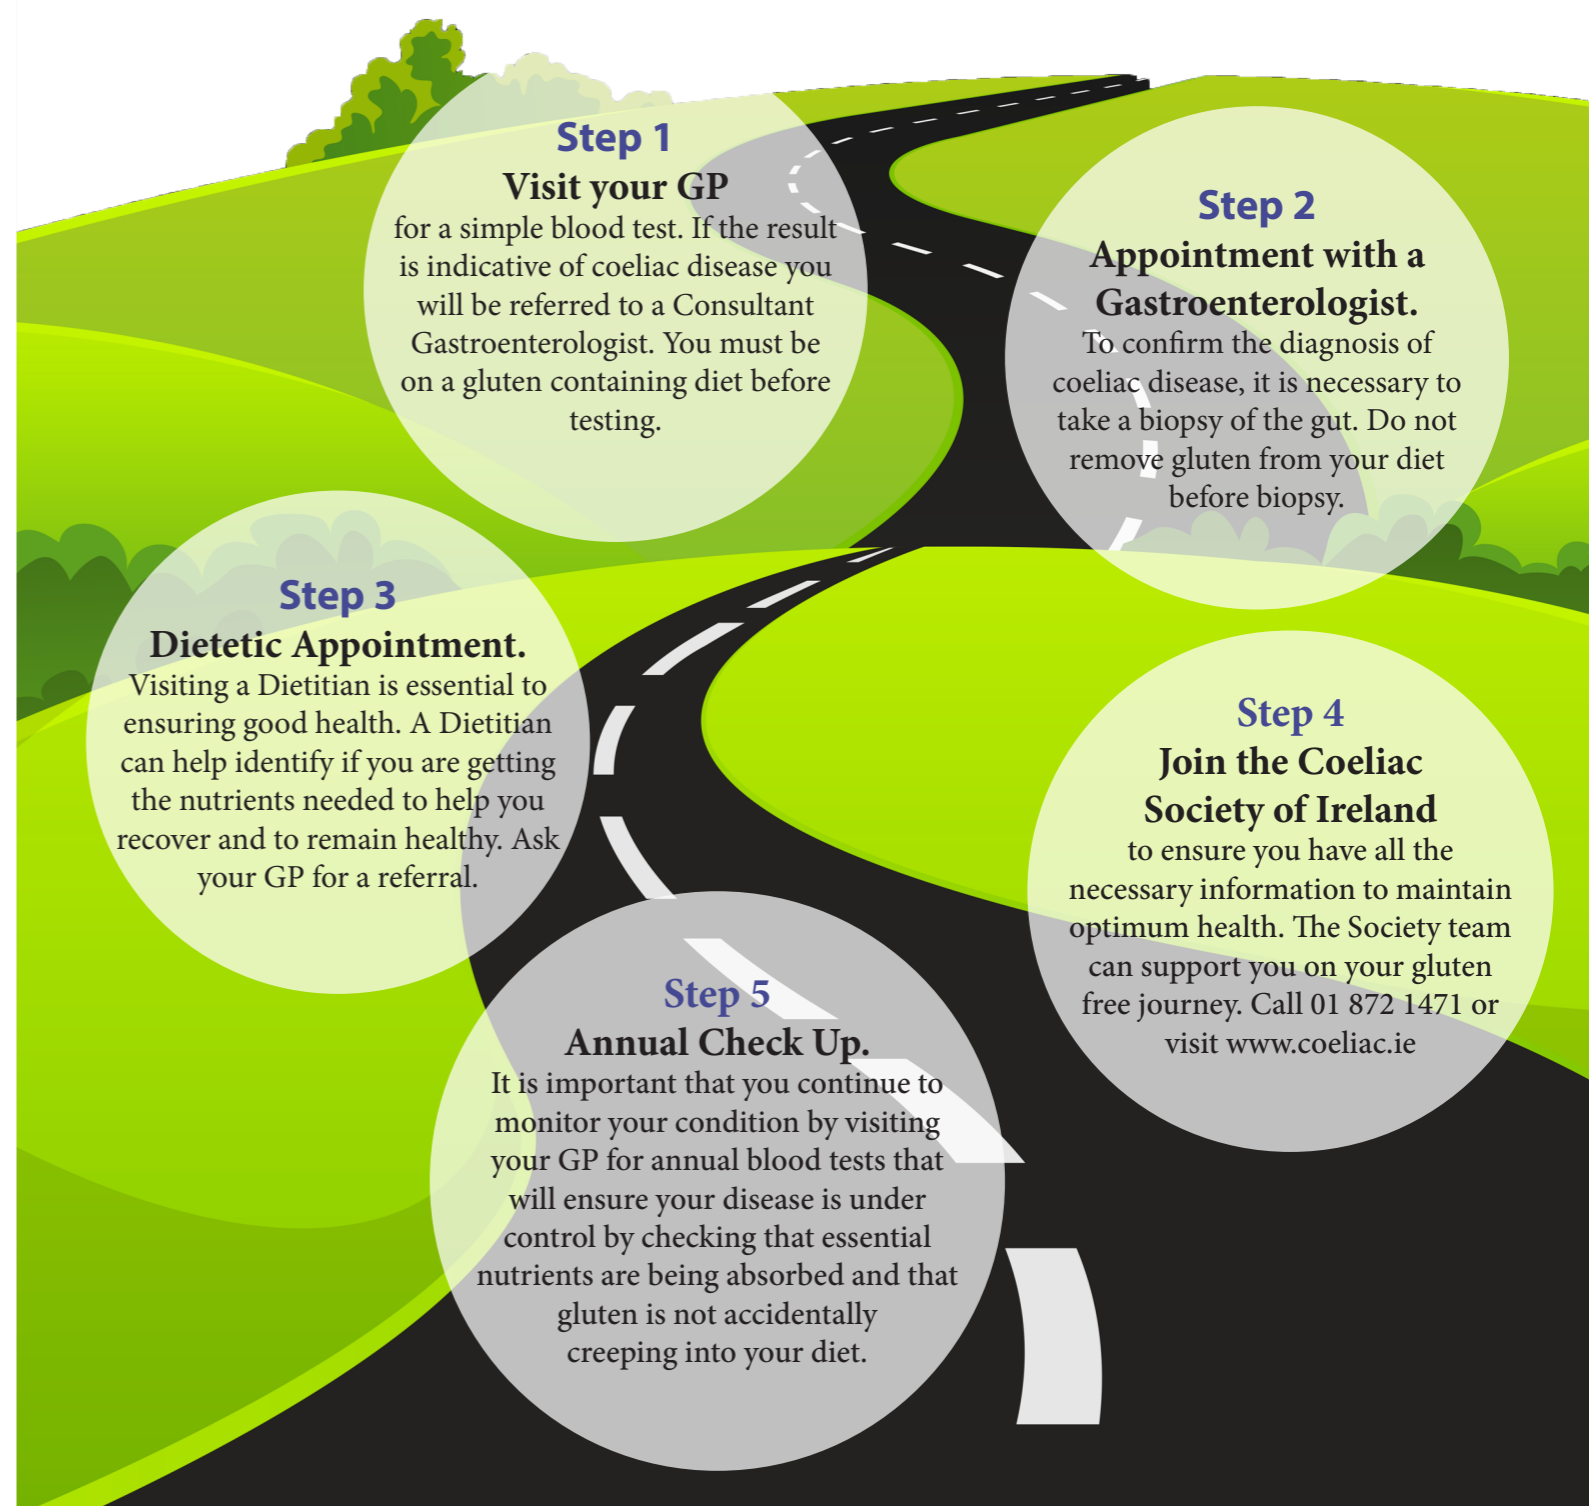 Step 1
Visit your GP
for a simple blood test. If the result
is indicative of coeliac disease you
will be referred to a Consultant
Gastroenterologist. You must be
on a gluten containing diet before
testing.
Step 2
Appointment with a
Gastroenterologist.
To confirm the diagnosis of
coeliac disease, it is necessary to
take a biopsy of the gut. Do not
remove gluten from your diet
before biopsy.
Step 3
Dietetic Appointment.
Visiting a Dietitian is essential to
ensuring good health. A Dietitian
can help identify if you are getting
the nutrients needed to help you
recover and to remain healthy. Ask
your GP for a referral.
Step 4
Join the Coeliac
Society of Ireland
to ensure you have all the
necessary information to maintain
optimum health. The Society team
can support you on your gluten
free journey. Call 01 872 1471 or
visit www.coeliac.ie
Step 5
Annual Check Up.
It is important that you continue to
monitor your condition by visiting
your GP for annual blood tests that
will ensure your disease is under
control by checking that essential
nutrients are being absorbed and that
gluten is not accidentally
creeping into your diet.